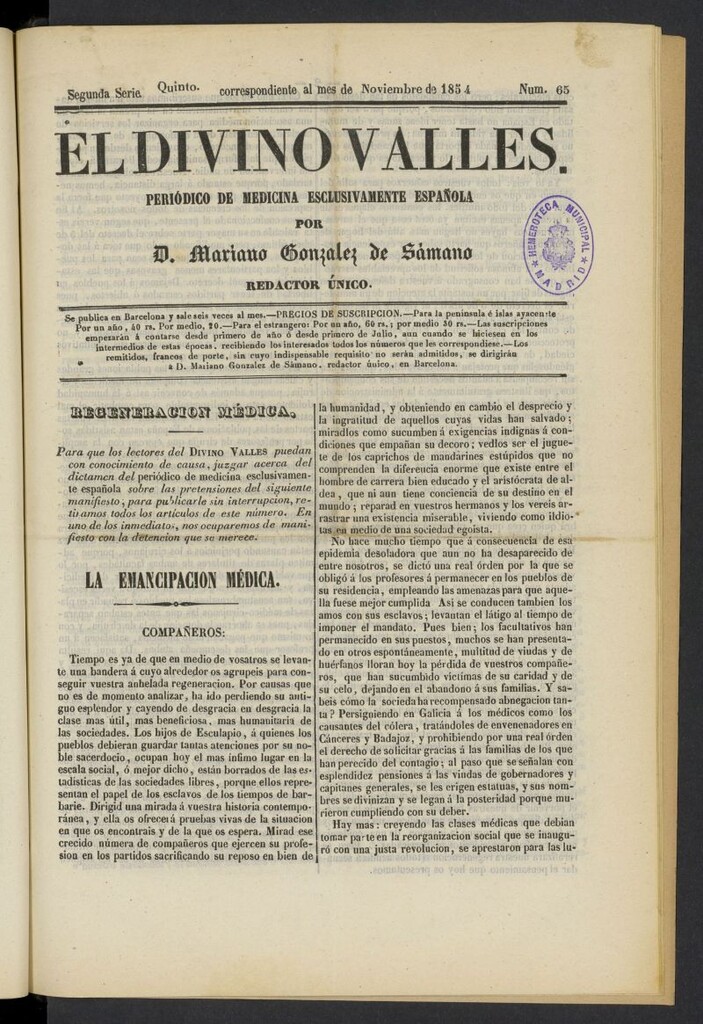 Segunda Serie Quinto. correspondiente al mes de Noviembre de 1854 Num. 65
EL DIVINO VALLES.
PERIÓDICO DE MEDICINA ESCLUSIVAMENTE ESPAÑOLA
POR
D. Mariano Gonzalez de Sámano
REDACTOR ÚNICO.
HEMEROTECA MUNICIPAL
MADRID
Se publica en Barcelona y sale seis veces al mes.—PRECIOS DE SUSCRIPCION.—Para la peninsula é islas ayacente
Por un año, 40 rs. Por medio, 20.—Para el estrangero: Por un año, 60 rs.; por medio 30 rs.—Las suscripciones
empezarán á contarse desde primero de año ó desde primero de Julio, aun cuando se hiciesen en los
intermedios de estas épocas, recibiendo los interesados todos los números que les correspondiese.—Los
remitidos, francos de porte, sin cuyo indispensable requisito no serán admitidos, se dirigirán
á D. Mariano Gonzalez de Sámano, redactor único, en Barcelona.
REGENERACION MÉDICA.
Para que los lectores del DIVINO VALLES puedan
con conocimiento de causa, juzgar acerca del
dictamen del periódico de medicina esclusivamen-
te española sobre las pretensiones del siguiente
manifiesto; para publicarle sin interrupcion, re-
tiramos todos los articulos de este número. En
uno de los inmediatos, nos ocuparemos de mani-
fiesto con la detencion que se merece.
LA EMANCIPACION MÉDICA.
COMPAÑEROS:
Tiempo es ya de que en medio de vosatros se levan-
te una bandera á cuyo alrededor os agrupeis para con-
seguir vuestra anhelada regeneracion. Por causas que
no es de momento analizar, ha ido perdiendo su anti-
guo esplendor y cayendo de desgracia en desgracia la
clase mas útil, mas beneficiosa, mas humanitaria de
las sociedades. Los hijos de Esculapio, á quienes los
pueblos debieran guardar tantas atenciones por su no-
ble sacerdocio, ocupan hoy el mas ínfimo lugar en la
escala social, ó mejor dicho, están borrados de las es-
tadisticas de las sociedades libres, porque ellos repre-
sentan el papel de los esclavos de los tiempos de bar-
barie. Dirigid una mirada á vuestra historia contempo-
ránea, y ella os ofrecerá pruebas vivas de la situacion
en que os encontrais y de la que os espera. Mirad ese
crecido número de compañeros que ejercen su profe-
sion en los partidos sacrificando su reposo en bien de
la humanidad, y obteniendo en cambio el desprecio y
la ingratitud de aquellos cuyas vidas han salvado;
miradlos como sucumben á exigencias indignas á con-
diciones que empañan su decoro; vedlos ser el jugue-
te de los caprichos de mandarines estúpidos que no
comprenden la diferencia enorme que existe entre el
hombre de carrera bien educado y el aristócrata de al-
dea, que ni aun tiene conciencia de su destino en el
mundo; reparad en vuestros hermanos y los vereis ar-
rastrar una existencia miserable, viviendo como ildio-
tas en medio de una sociedad egoista.
No hace mucho tiempo que á consecuencia de esa
epidemia desoladora que aun no ha desaparecido de
entre nosotros, se dictó una real órden por la que se
obligó á los profesores á permanecer en los pueblos de
su residencia, empleando las amenazas para que aque-
lla fuese mejor cumplida Asi se conducen tambien los
amos con sus esclavos; levantan el látigo al tiempo de
imponer el mandato. Pues bien; los facultativos han
permanecido en sus puestos, muchos se han presenta-
do en otros espontáneamente, multitud de viudas y de
huérfanos lloran hoy la pérdida de vuestros compañe-
ros, que han sucumbido victimas de su caridad y de
su celo, dejando en el abandonó á sus familias. Y sa-
beis cómo la sociedad ha recompensado abnegacion tan-
ta? Persiguiendo en Galicia á los médicos como los
causantes del cólera, tratándoles de envenenadores en
Cánceres y Badajoz, y prohibiendo por una real órden
el derecho de solicitar gracias á las familias de los que
han perecido del contagio; al paso que se señalan con
esplendidez pensiones á las viudas de gobernadores y
capitanes generales, se les erigen estatuas, y sus nom-
bres se divinizan y se legan á la posteridad porque mu-
rieron cumpliendo con su deber.
Hay mas: creyendo las clases médicas que debian
tomar parte en la reorganizacion social que se inaugu-
ró con una justa revolucion, se aprestaron para las lu-